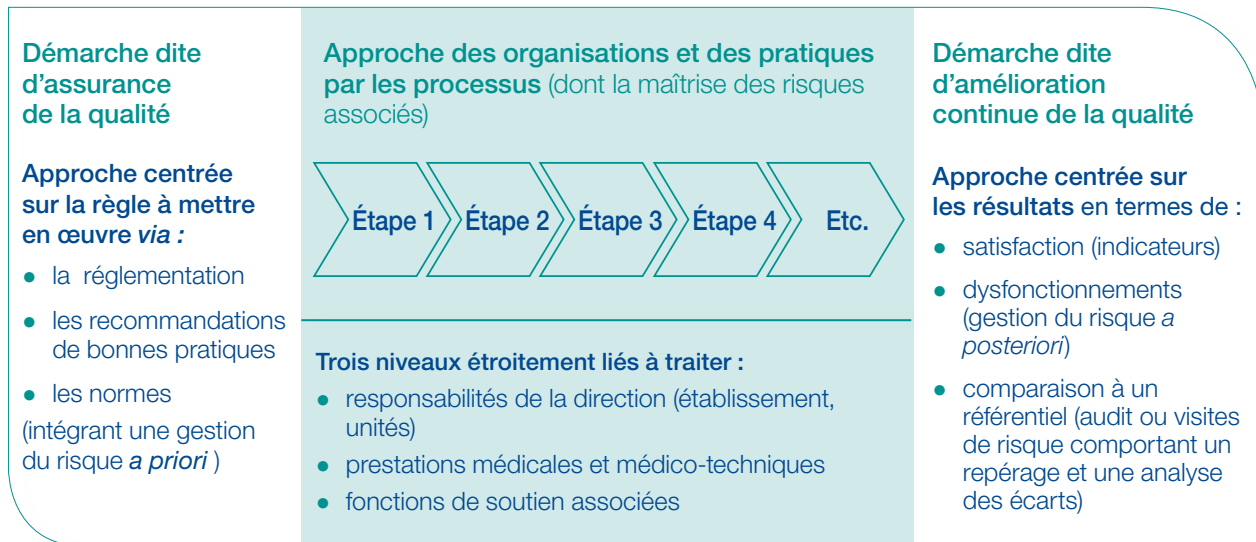 Démarche dite
d'assurance
de la qualité
Approche centrée
sur la règle à mettre
en œuvre via :
● la réglementation
● les recommandations
de bonnes pratiques
● les normes
(intégrant une gestion
du risque a priori )
Approche des organisations et des pratiques
par les processus (dont la maîtrise des risques
associés)
Étape 1
Étape 2
Étape 3
Étape 4
Etc.
Trois niveaux étroitement liés à traiter :
● responsabilités de la direction (établissement,
unités)
● prestations médicales et médico-techniques
● fonctions de soutien associées
Démarche dite
d'amélioration
continue de la qualité
Approche centrée sur
les résultats en termes de :
● satisfaction (indicateurs)
● dysfonctionnements
(gestion du risque a
posteriori)
● comparaison à un
référentiel (audit ou visites
de risque comportant un
repérage et une analyse
des écarts)